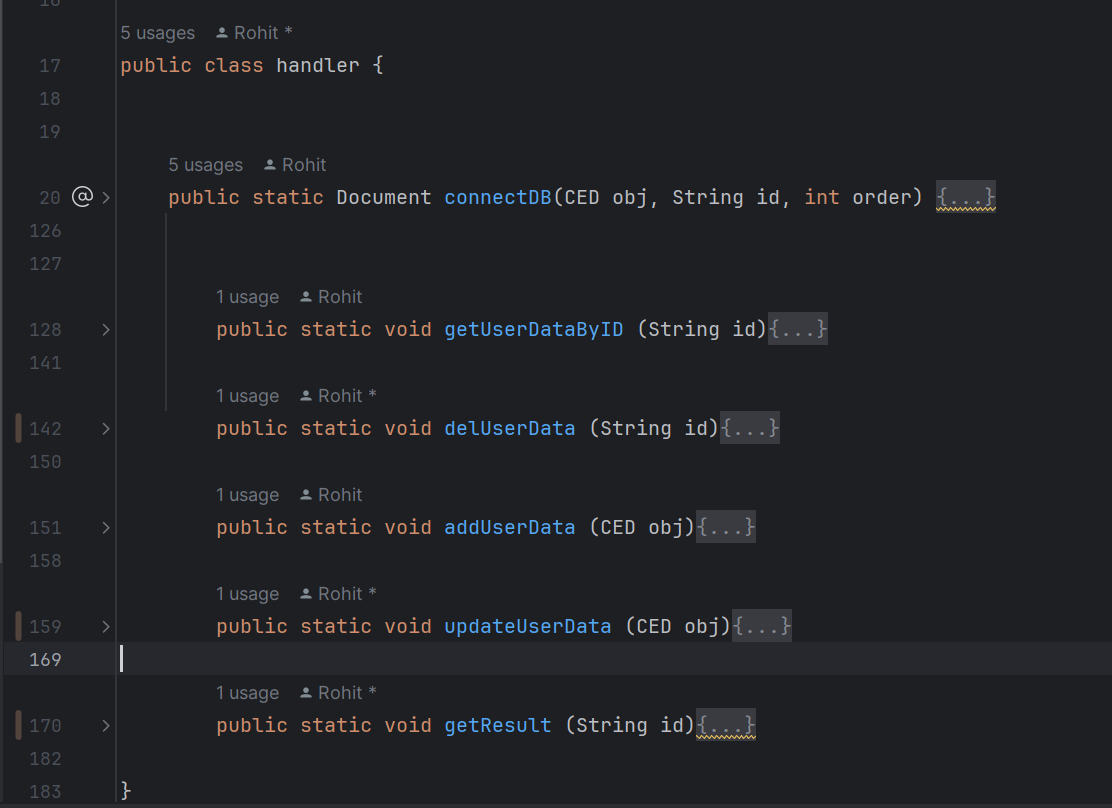 5 usages Rohit *
17 public class handler {
18
19
5 usages Rohit
20 @ > public static Document connectDB(CED obj, String id, int order) {...}
126
127
1 usage Rohit
128 > public static void getUserDataByID (String id){...}
141
1 usage Rohit *
142 > public static void delUserData (String id){...}
150
1 usage Rohit
151 > public static void addUserData (CED obj){...}
158
1 usage Rohit *
159 > public static void updateUserData (CED obj){...}
169
1 usage Rohit *
170 > public static void getResult (String id){...}
182
183 }